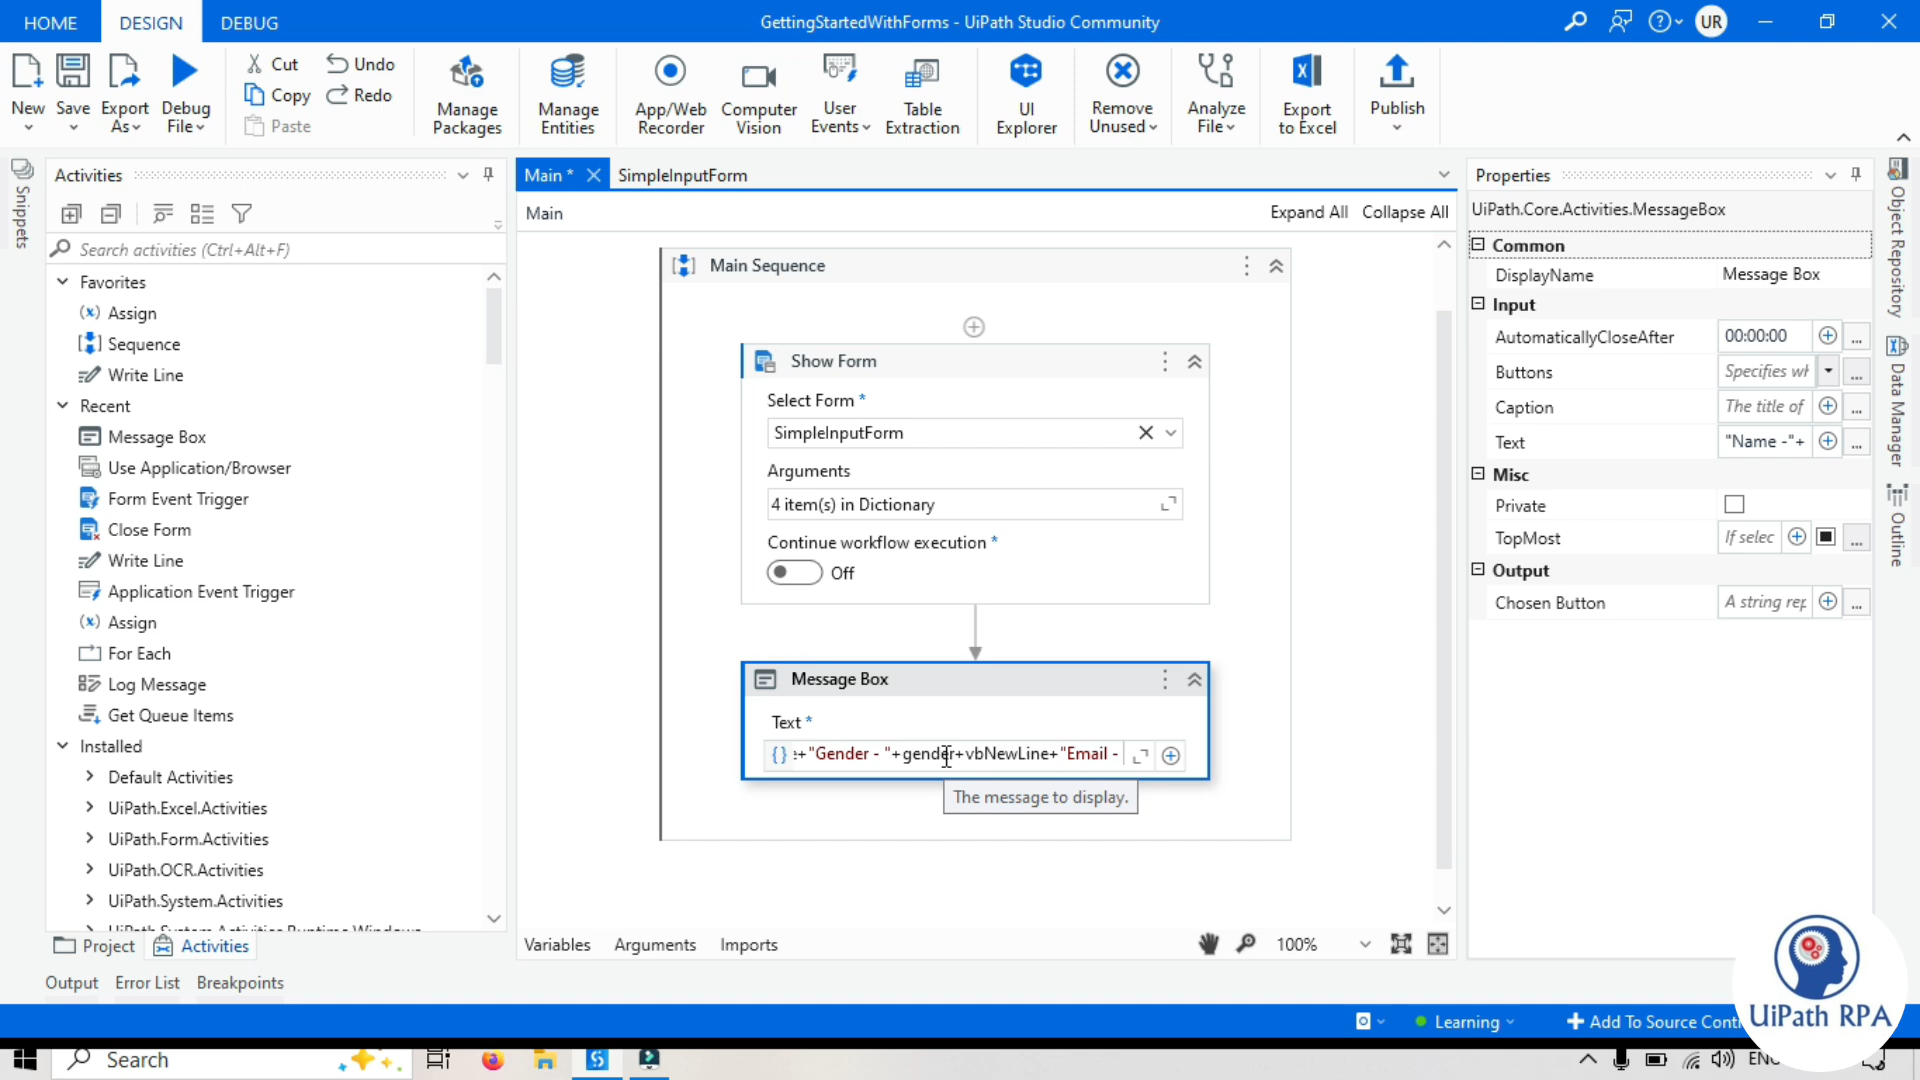 HOME DESIGN DEBUG
GettingStartedWithForms - UiPath Studio Community
UR
New Save Export As Debug File
Cut Copy Paste
Undo Redo
Manage Packages
Manage Entities
App/Web Recorder
Computer Vision
User Events
Table Extraction
UI Explorer
Remove Unused
Analyze File
Export to Excel
Publish
Snippets
Activities
Search activities (Ctrl+Alt+F)
Favorites
Assign
Sequence
Write Line
Recent
Message Box
Use Application/Browser
Form Event Trigger
Close Form
Write Line
Application Event Trigger
Assign
For Each
Log Message
Get Queue Items
Installed
Default Activities
UiPath.Excel.Activities
UiPath.Form.Activities
UiPath.OCR.Activities
UiPath.System.Activities
Project Activities
Output Error List Breakpoints
Main * SimpleInputForm
Main
Expand All Collapse All
Main Sequence
Show Form
Select Form *
SimpleInputForm
Arguments
4 item(s) in Dictionary
Continue workflow execution *
Off
Message Box
Text *
+"Gender - "+gender+vbNewLine+"Email -
The message to display.
Variables Arguments Imports
100%
Properties
UiPath.Core.Activities.MessageBox
Common
DisplayName Message Box
Input
AutomaticallyCloseAfter 00:00:00
Buttons Specifies wh
Caption The title of
Text "Name -"+
Misc
Private
TopMost If selec
Output
Chosen Button A string rep
Object Repository
Data Manager
Outline
Learning
Add To Source
UiPath RPA
Search